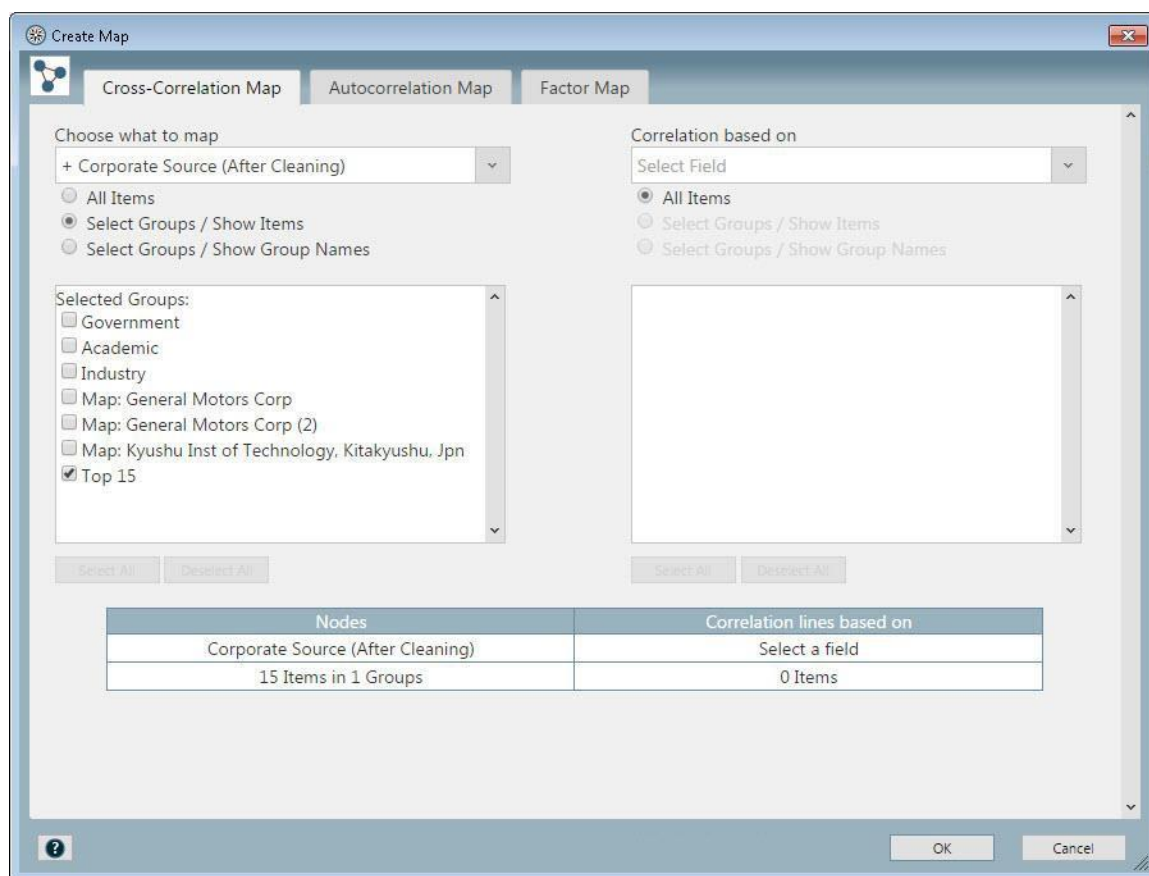 Create Map
Cross-Correlation Map
Autocorrelation Map
Factor Map
Choose what to map
+ Corporate Source (After Cleaning)
All Items
Select Groups / Show Items
Select Groups / Show Group Names
Selected Groups:
Government
Academic
Industry
Map: General Motors Corp
Map: General Motors Corp (2)
Map: Kyushu Inst of Technology, Kitakyushu, Jpn
Top 15
Select All
Deselect All
Correlation based on
Select Field
All Items
Select Groups / Show Items
Select Groups / Show Group Names
Select All
Deselect All
Nodes
Correlation lines based on
Corporate Source (After Cleaning)
Select a field
15 Items in 1 Groups
0 Items
?
OK
Cancel